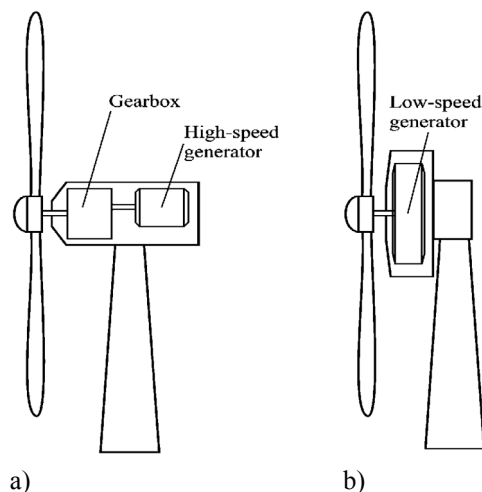 Gearbox
High-speed
generator
Low-speed
generator
a)
b)